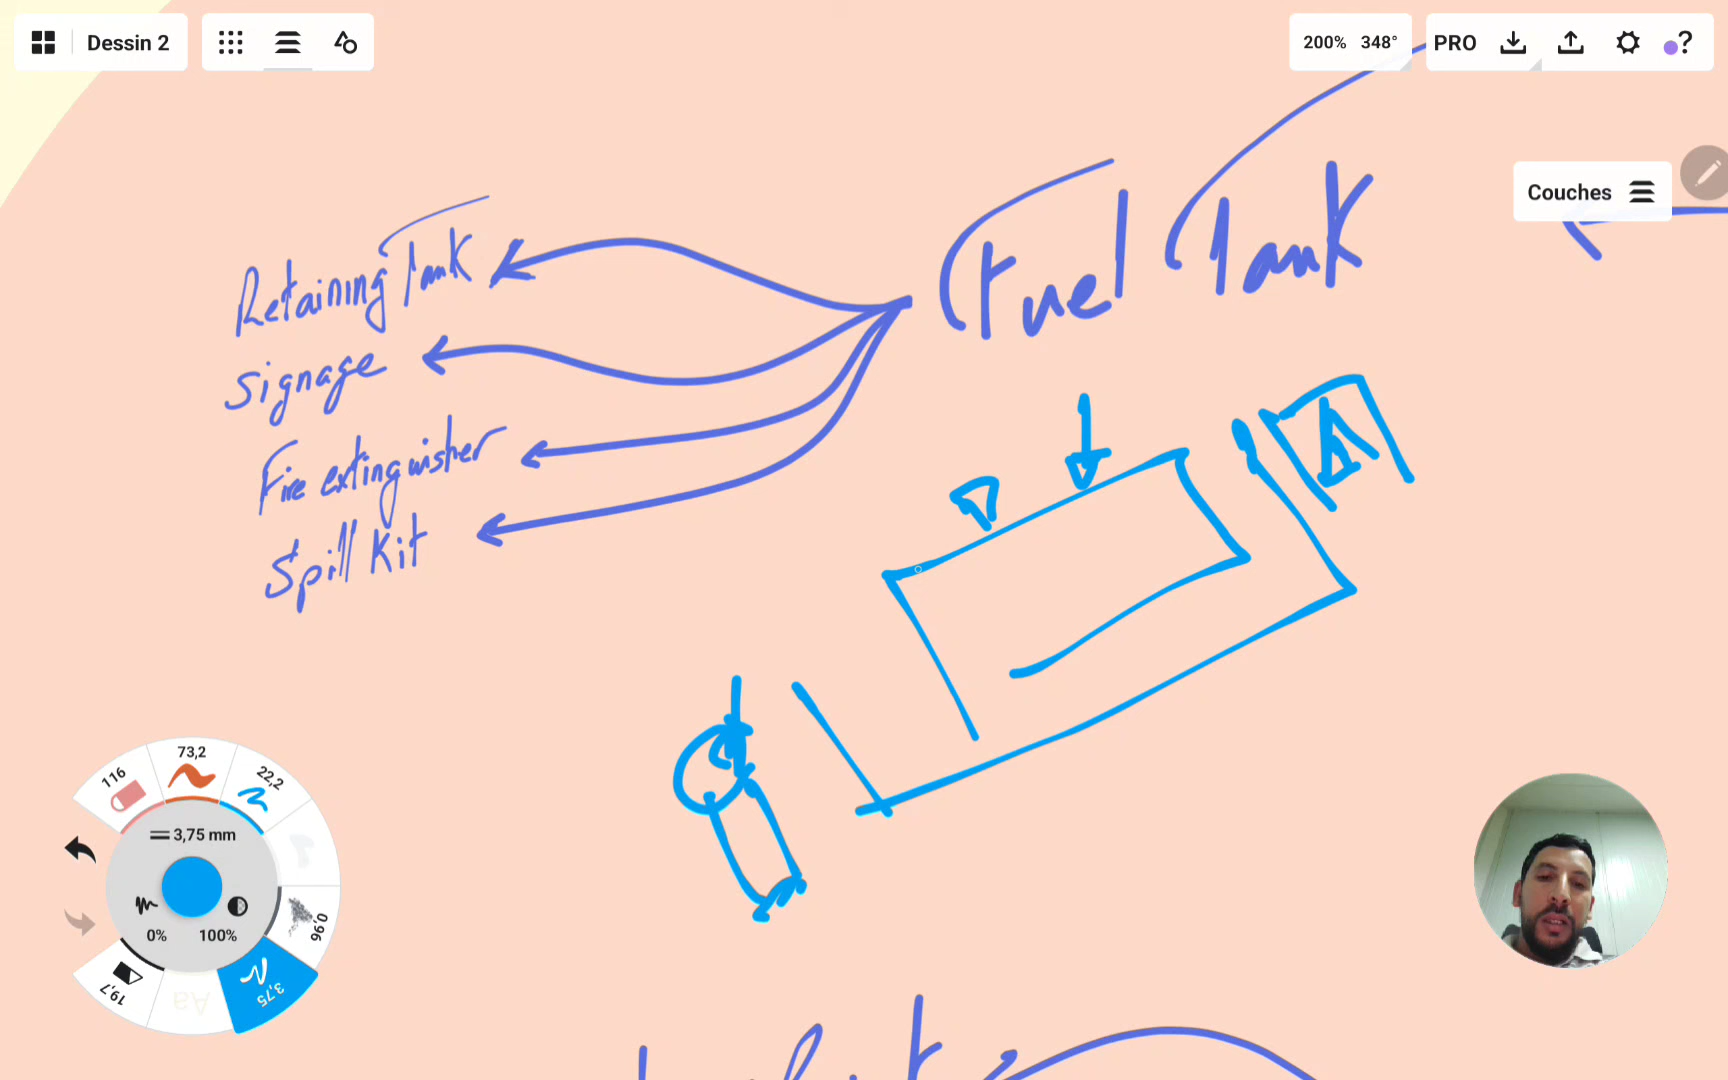 Dessin 2
200% 348°
PRO
?
Couches
Fuel Tank
Retaining Tank
Signage
Fire extinguisher
Spill Kit
116
73,2
22,2
3,75 mm
0% 100%
0,96
3,75
Aa
19,7